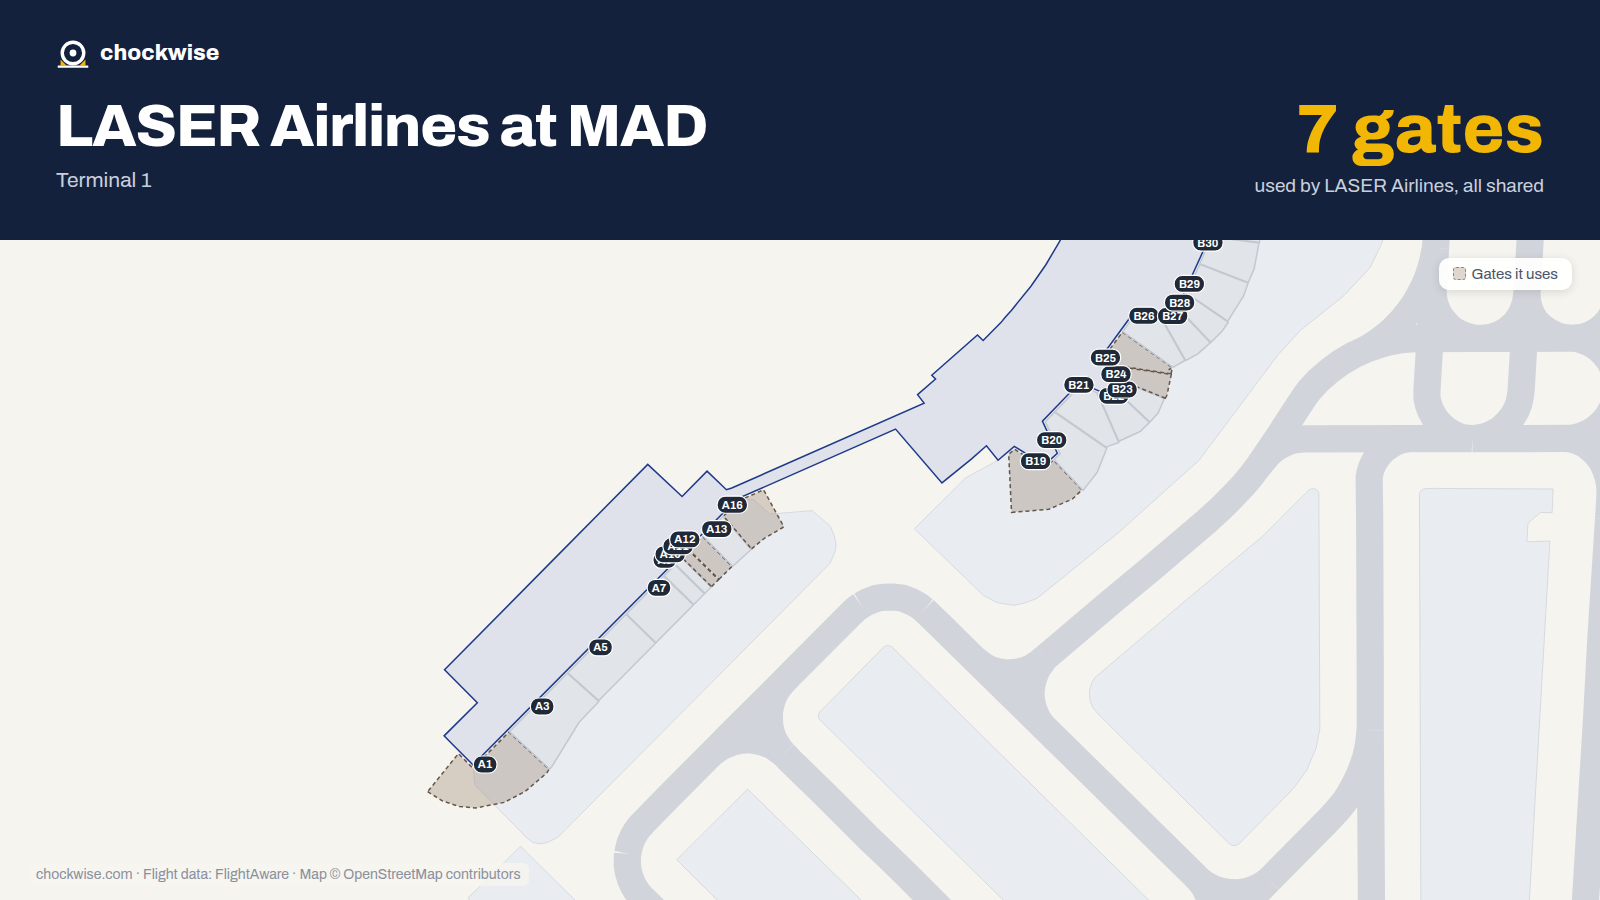 chockwise
LASER Airlines at MAD
Terminal 1
7 gates
used by LASER Airlines, all shared
Gates it uses
B30
B29
B28
B26
B27
B25
B24
B21
B23
B20
B19
A16
A13
A12
A7
A5
A3
A1
chockwise.com · Flight data: FlightAware · Map © OpenStreetMap contributors